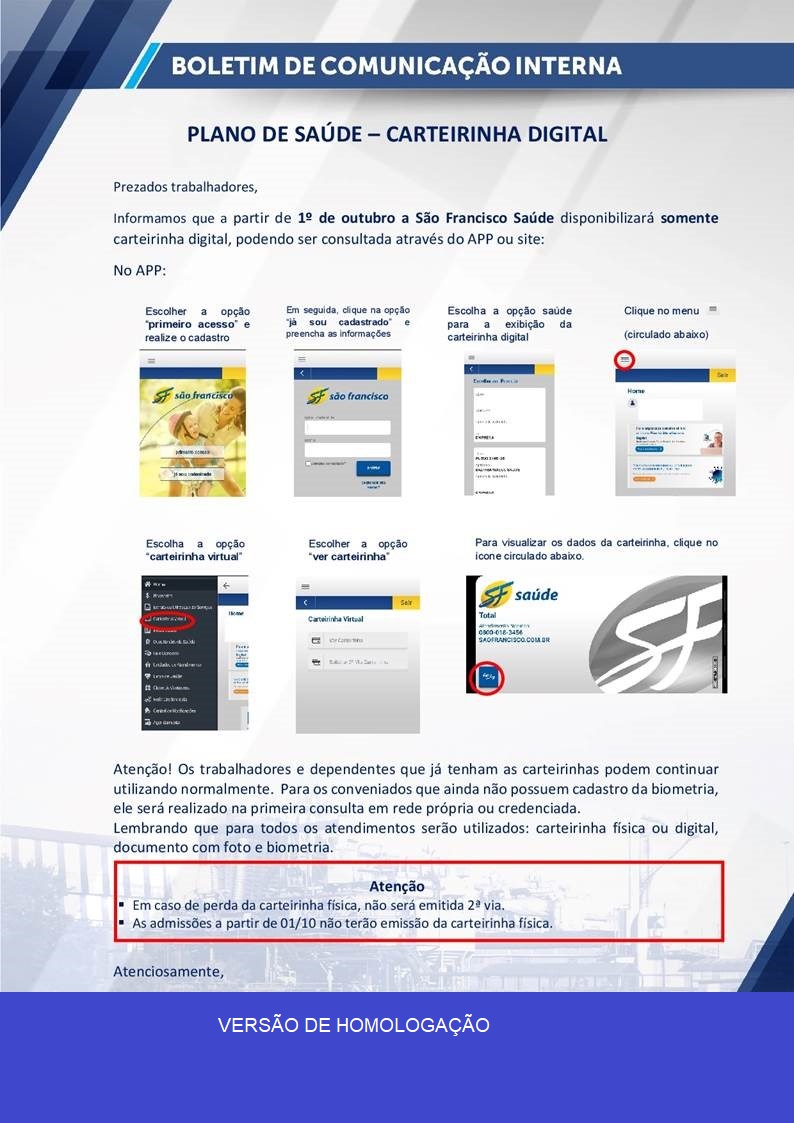 BOLETIM DE COMUNICAÇÃO INTERNA
PLANO DE SAÚDE – CARTEIRINHA DIGITAL
Prezados trabalhadores,
Informamos que a partir de 1º de outubro a São Francisco Saúde disponibilizará somente
carteirinha digital, podendo ser consultada através do APP ou site:
No APP:
Escolher a opção
“primeiro acesso” e
realize o cadastro
Em seguida, clique na opção
“já sou cadastrado” e
preencha as informações
Escolha a opção saúde
para a exibição da
carteirinha digital
Clique no menu
(circulado abaixo)
são francisco
primeiro acesso
já sou cadastrado
são francisco
EMPRESA
Sair
Home
Escolha a opção
“carteirinha virtual”
Escolher a opção
“ver carteirinha”
Para visualizar os dados da carteirinha, clique no
ícone circulado abaixo.
Home
Home
Sair
Carteirinha Virtual
Ver Carteirinha
Solicitar 2ª Via Carteirinha
SF saúde
Total
0800-018-3456
SAOFRANCISCO.COM.BR
SF
Atenção! Os trabalhadores e dependentes que já tenham as carteirinhas podem continuar
utilizando normalmente. Para os conveniados que ainda não possuem cadastro da biometria,
ele será realizado na primeira consulta em rede própria ou credenciada.
Lembrando que para todos os atendimentos serão utilizados: carteirinha física ou digital,
documento com foto e biometria.
Atenção
▪ Em caso de perda da carteirinha física, não será emitida 2ª via.
▪ As admissões a partir de 01/10 não terão emissão da carteirinha física.
Atenciosamente,
VERSÃO DE HOMOLOGAÇÃO